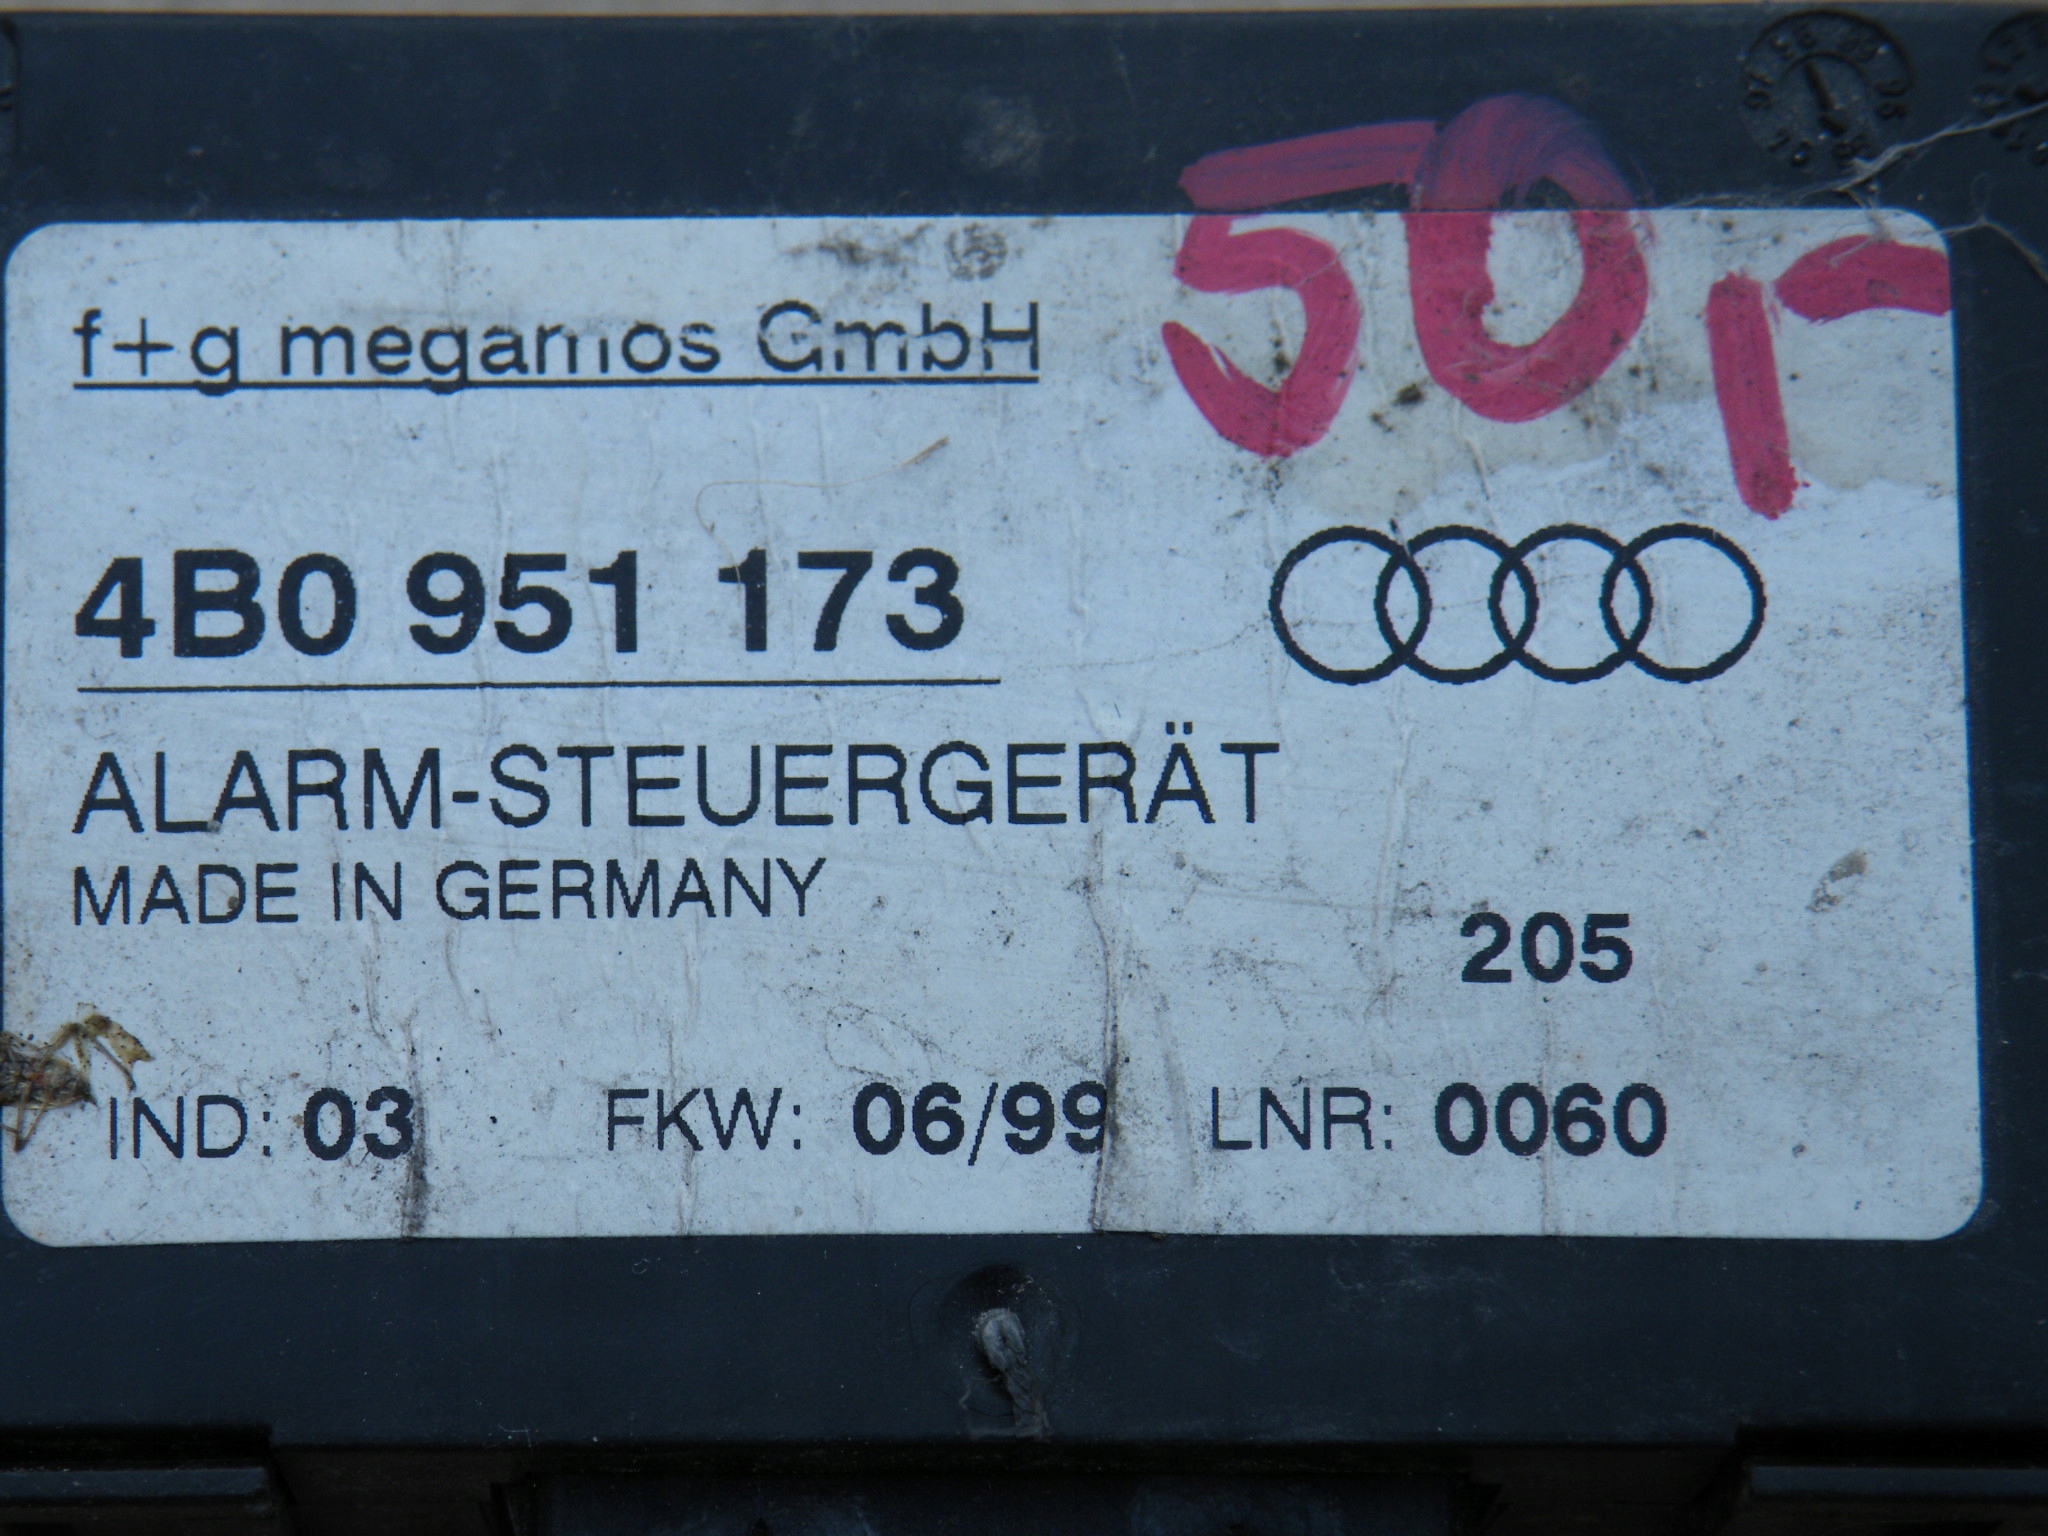 50,-
f+g megamos GmbH
4B0 951 173
ALARM-STEUERGERÄT
MADE IN GERMANY
205
IND: 03 FKW: 06/99 LNR: 0060